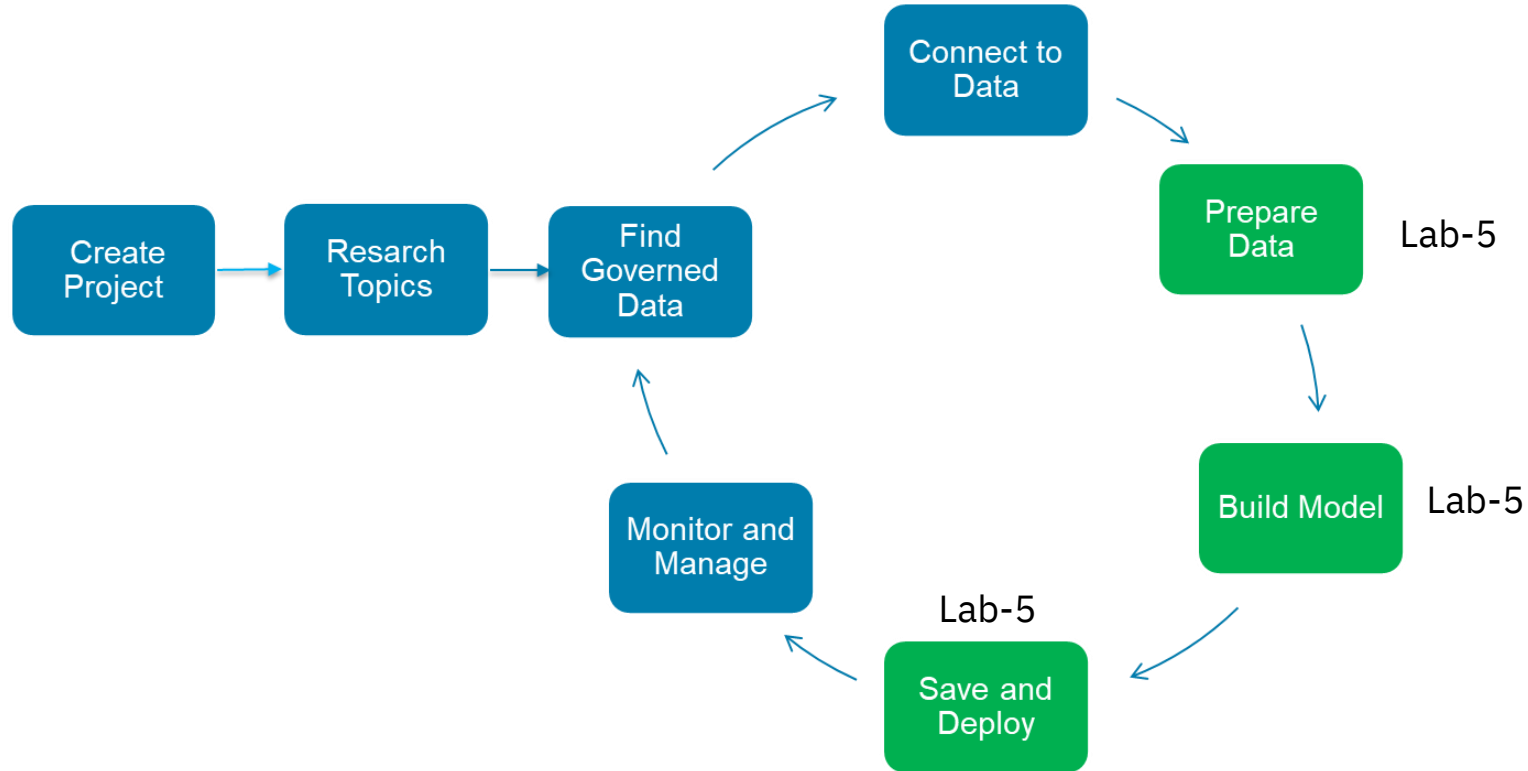 Connect to
Data
Prepare
Data
Lab-5
Create
Project
Resarch
Topics
Find
Governed
Data
Build Model
Lab-5
Monitor and
Manage
Lab-5
Save and
Deploy